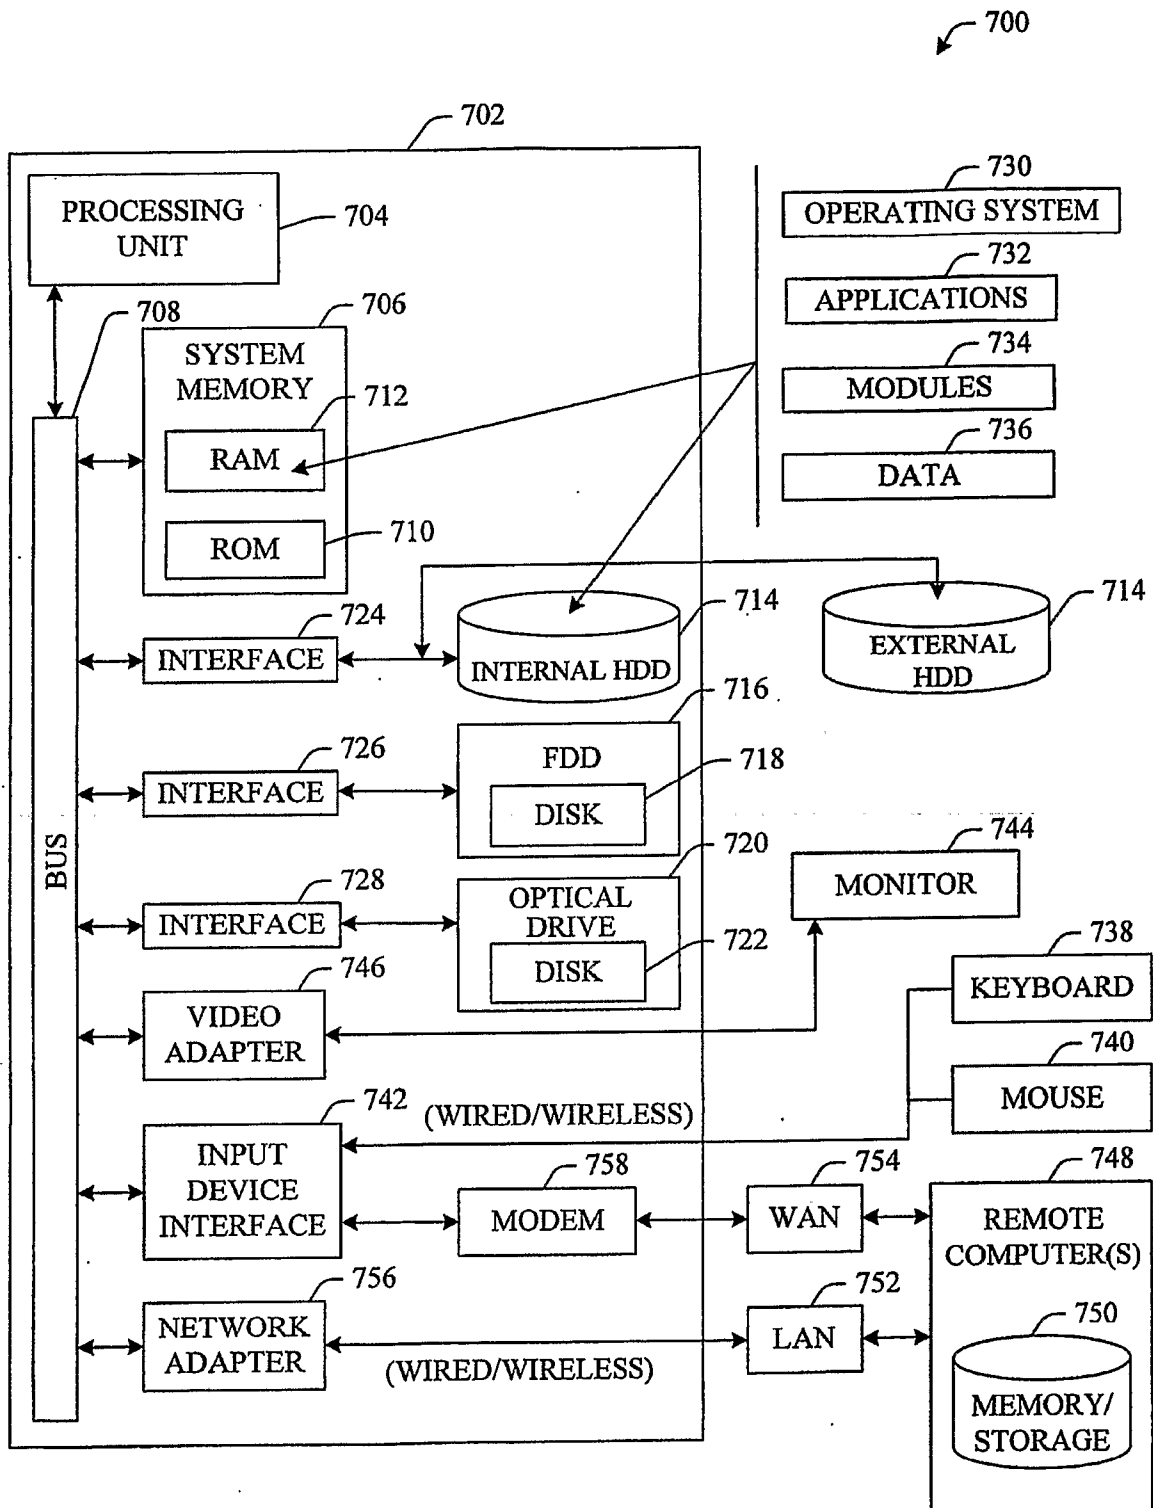 700
702
PROCESSING
UNIT
704
708
706
SYSTEM
MEMORY
712
RAM
ROM
710
730
OPERATING SYSTEM
732
APPLICATIONS
734
MODULES
736
DATA
BUS
724
INTERFACE
714
INTERNAL HDD
714
EXTERNAL
HDD
726
INTERFACE
716
FDD
718
DISK
728
INTERFACE
720
OPTICAL
DRIVE
722
DISK
744
MONITOR
746
VIDEO
ADAPTER
738
KEYBOARD
740
MOUSE
742
INPUT
DEVICE
INTERFACE
(WIRED/WIRELESS)
758
MODEM
754
WAN
748
REMOTE
COMPUTER(S)
756
NETWORK
ADAPTER
(WIRED/WIRELESS)
752
LAN
750
MEMORY/
STORAGE